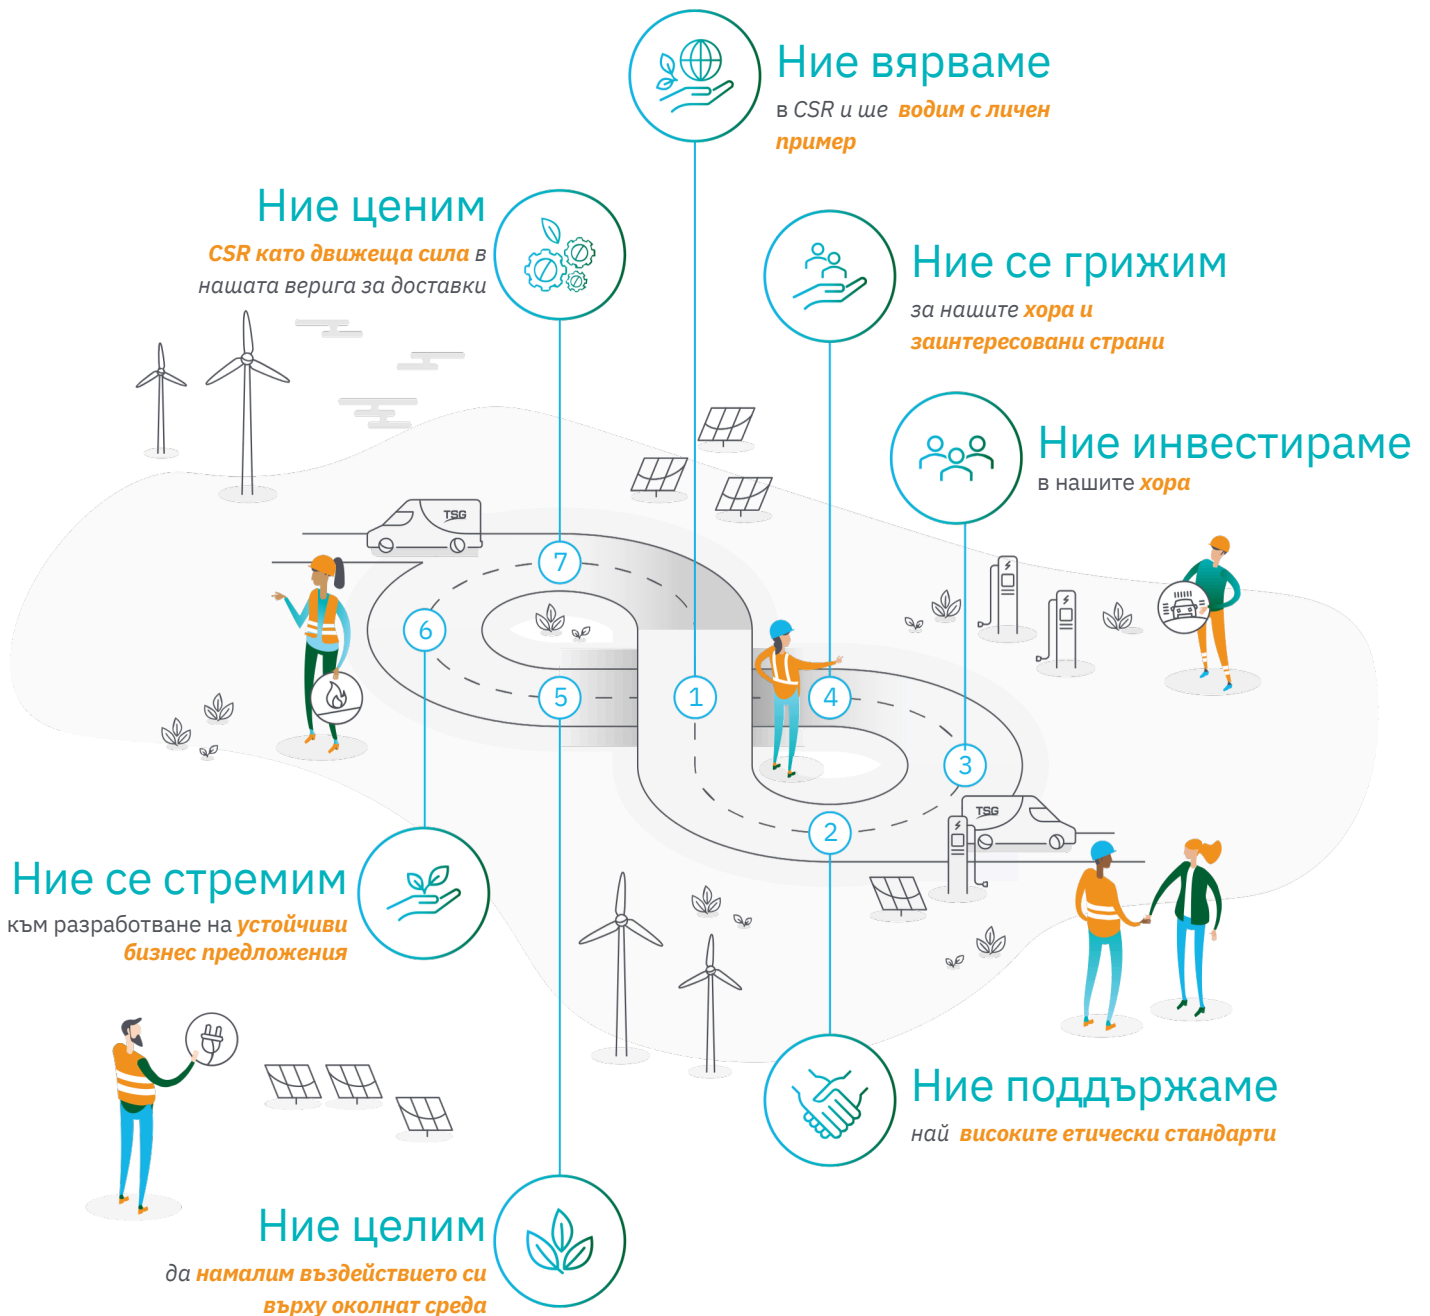 Ние вярваме
в CSR и ше водим с личен
пример
Ние ценим
CSR като движеща сила в
нашата верига за доставки
Ние се грижим
за нашите хора и
заинтересовани страни
Ние инвестираме
в нашите хора
TSG
7
6
5
1
4
3
2
TSG
Ние се стремим
към разработване на устойчиви
бизнес предложения
Ние поддържаме
най високите етически стандарти
Ние целим
да намалим въздействието си
върху околнат среда